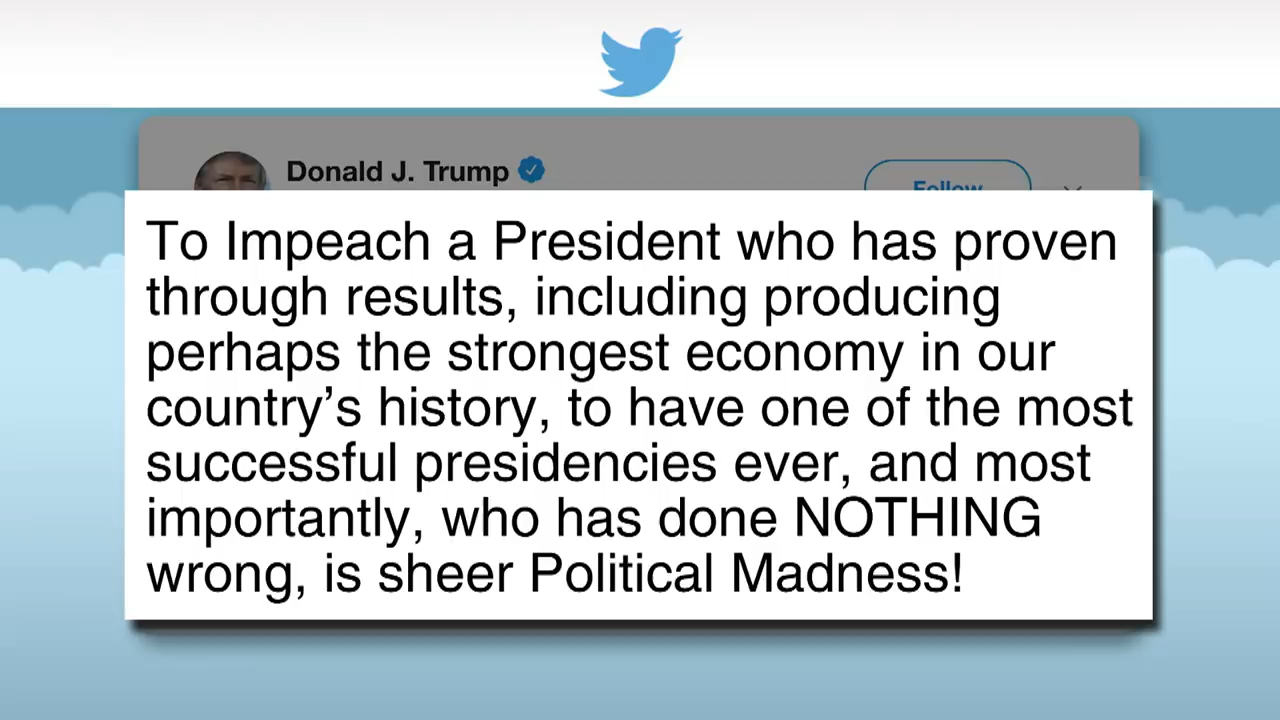 Donald J. Trump
Follow
To Impeach a President who has proven
through results, including producing
perhaps the strongest economy in our
country’s history, to have one of the most
successful presidencies ever, and most
importantly, who has done NOTHING
wrong, is sheer Political Madness!